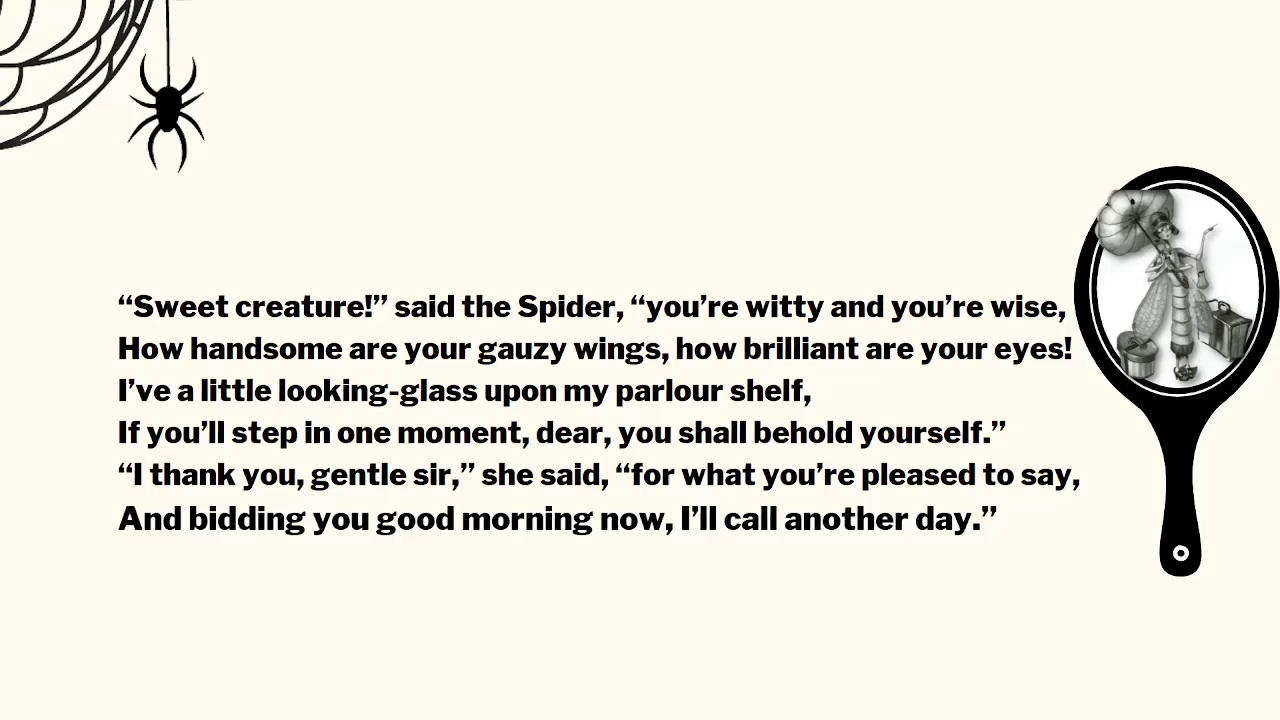 “Sweet creature!” said the Spider, “you’re witty and you’re wise,
How handsome are your gauzy wings, how brilliant are your eyes!
I’ve a little looking-glass upon my parlour shelf,
If you’ll step in one moment, dear, you shall behold yourself.”
“I thank you, gentle sir,” she said, “for what you’re pleased to say,
And bidding you good morning now, I’ll call another day.”